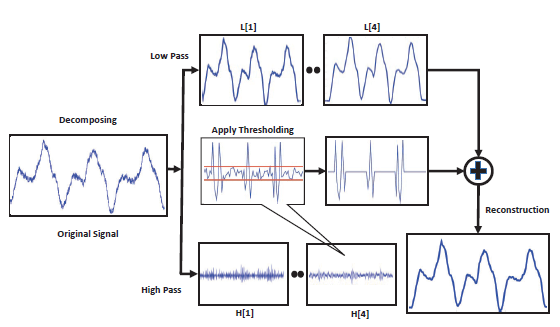 L[1]
L[4]
Low Pass
Decomposing
Apply Thresholding
Reconstruction
Original Signal
High Pass
H[1]
H[4]